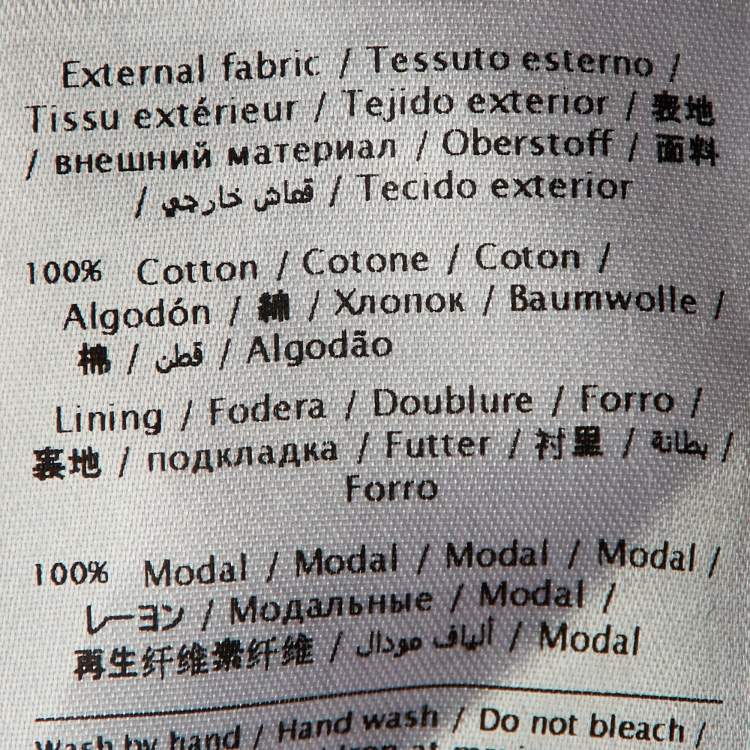 External fabric / Tessuto esterno /
Tissu extérieur / Tejido exterior / 表地
/ внешний материал / Oberstoff / 面料
/ قماش خارجي / Tecido exterior
100% Cotton / Cotone / Coton /
Algodón / 綿 / Хлопок / Baumwolle /
棉 / قطن / Algodão
Lining / Fodera / Doublure / Forro /
裏地 / подкладка / Futter / 衬里 / بطانة /
Forro
100% Modal / Modal / Modal / Modal /
レーヨン / Модальные / Modal /
再生纤维素纤维 / ألياف مودال / Modal
Wash by hand / Hand wash / Do not bleach /